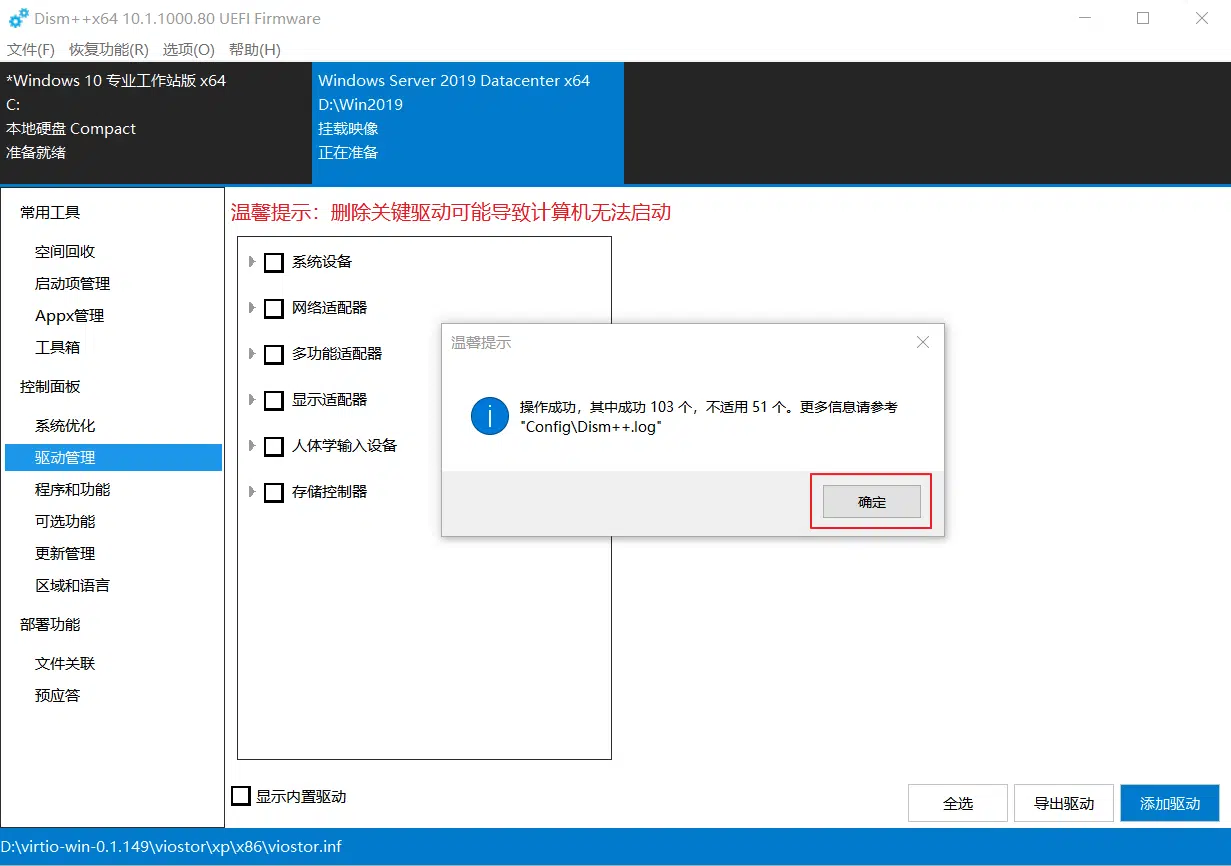 Dism++x64 10.1.1000.80 UEFI Firmware
文件(F) 恢复功能(R) 选项(O) 帮助(H)
*Windows 10 专业工作站版 x64
C:
本地硬盘 Compact
准备就绪
Windows Server 2019 Datacenter x64
D:\Win2019
挂载映像
正在准备
常用工具
空间回收
启动项管理
Appx管理
工具箱
控制面板
系统优化
驱动管理
程序和功能
可选功能
更新管理
区域和语言
部署功能
文件关联
预应答
温馨提示：删除关键驱动可能导致计算机无法启动
系统设备
网络适配器
多功能适配器
显示适配器
人体学输入设备
存储控制器
温馨提示
操作成功，其中成功 103 个，不适用 51 个。更多信息请参考
"Config\Dism++.log"
确定
显示内置驱动
全选
导出驱动
添加驱动
D:\virtio-win-0.1.149\viostor\xp\x86\viostor.inf